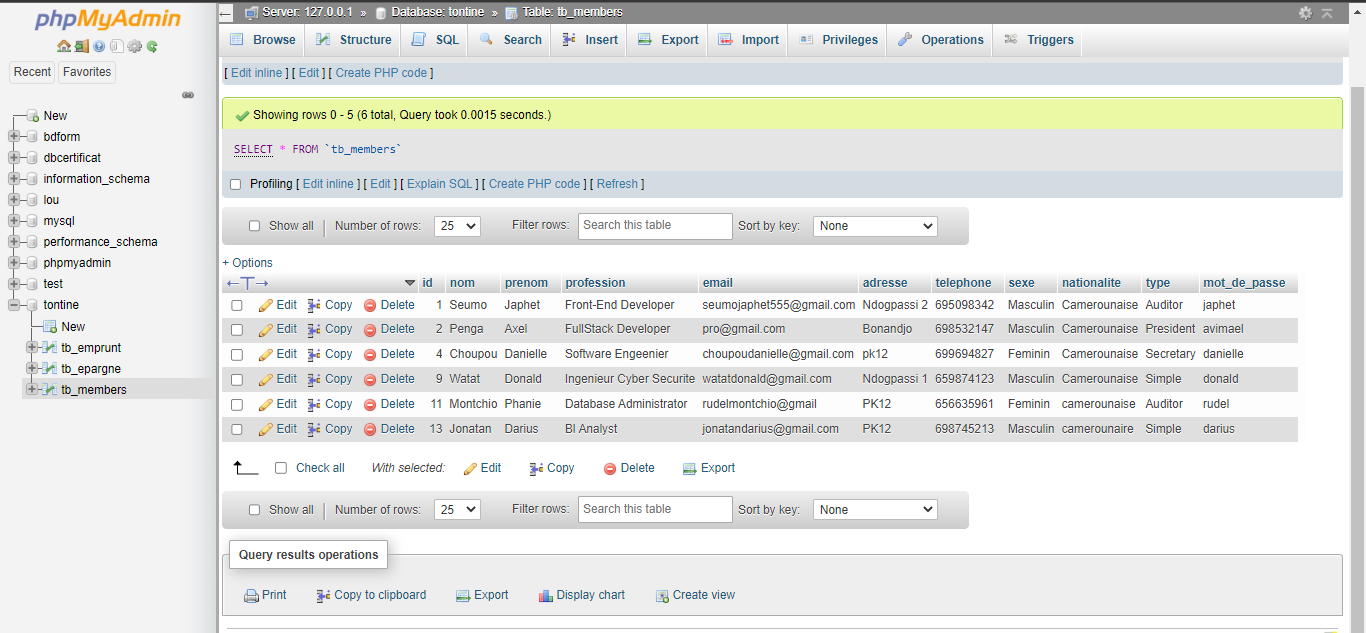 phpMyAdmin
Recent Favorites
New
bdform
dbcertificat
information_schema
lou
mysql
performance_schema
phpmyadmin
test
tontine
New
tb_emprunt
tb_epargne
tb_members
Server: 127.0.0.1 » Database: tontine » Table: tb_members
Browse Structure SQL Search Insert Export Import Privileges Operations Triggers
[ Edit inline ] [ Edit ] [ Create PHP code ]
Showing rows 0 - 5 (6 total, Query took 0.0015 seconds.)
SELECT * FROM `tb_members`
Profiling [ Edit inline ] [ Edit ] [ Explain SQL ] [ Create PHP code ] [ Refresh ]
Show all | Number of rows: 25 Filter rows: Search this table Sort by key: None
+ Options
←T→ id nom prenom profession email adresse telephone sexe nationalite type mot_de_passe
Edit Copy Delete 1 Seumo Japhet Front-End Developer seumojaphet555@gmail.com Ndogpassi 2 695098342 Masculin Camerounaise Auditor japhet
Edit Copy Delete 2 Penga Axel FullStack Developer pro@gmail.com Bonandjo 698532147 Masculin Camerounaise President avimael
Edit Copy Delete 4 Choupou Danielle Software Engeenier choupoudanielle@gmail.com pk12 699694827 Feminin Camerounaise Secretary danielle
Edit Copy Delete 9 Watat Donald Ingenieur Cyber Securite watatdonald@gmail.com Ndogpassi 1 659874123 Masculin Camerounaise Simple donald
Edit Copy Delete 11 Montchio Phanie Database Administrator rudelmontchio@gmail PK12 656635961 Feminin camerounaise Auditor rudel
Edit Copy Delete 13 Jonatan Darius BI Analyst jonatandarius@gmail.com PK12 698745213 Masculin camerounaire Simple darius
Check all With selected: Edit Copy Delete Export
Show all | Number of rows: 25 Filter rows: Search this table Sort by key: None
Query results operations
Print Copy to clipboard Export Display chart Create view